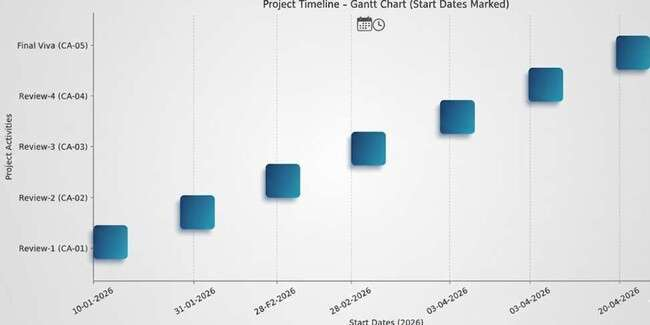 Project Timeline – Gantt Chart (Start Dates Marked)
Final Viva (CA-05)
Review-4 (CA-04)
Review-3 (CA-03)
Review-2 (CA-02)
Review-1 (CA-01)
Project Activities
10-01-2026
31-01-2026
28-F2-2026
28-02-2026
03-04-2026
03-04-2026
20-04-2026
Start Dates (2026)